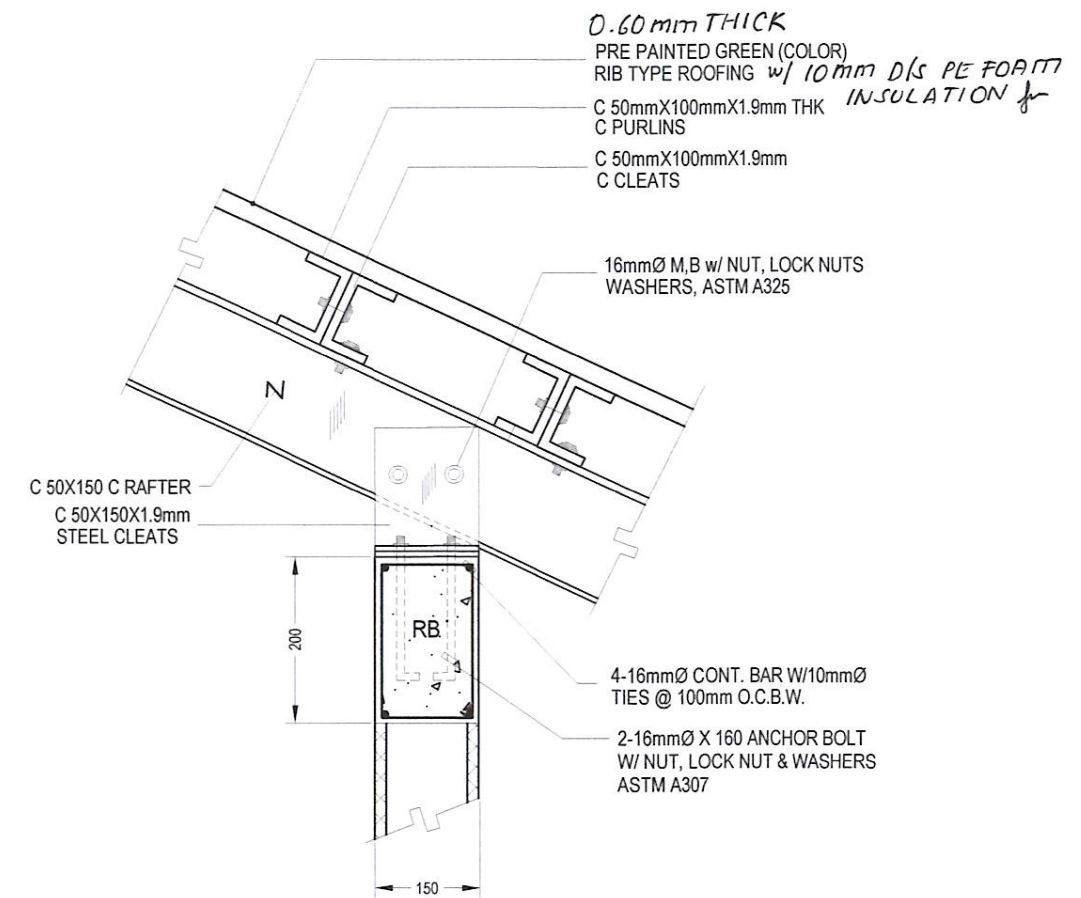 0.60mm THICK
PRE PAINTED GREEN (COLOR)
RIB TYPE ROOFING w/ 10mm D/S PE FOAM
INSULATION
C 50mmX100mmX1.9mm THK
C PURLINS
C 50mmX100mmX1.9mm
C CLEATS
16mmØ M,B w/ NUT, LOCK NUTS
WASHERS, ASTM A325
N
C 50X150 C RAFTER
C 50X150X1.9mm
STEEL CLEATS
200
RB
4-16mmØ CONT. BAR W/10mmØ
TIES @ 100mm O.C.B.W.
2-16mmØ X 160 ANCHOR BOLT
W/ NUT, LOCK NUT & WASHERS
ASTM A307
150